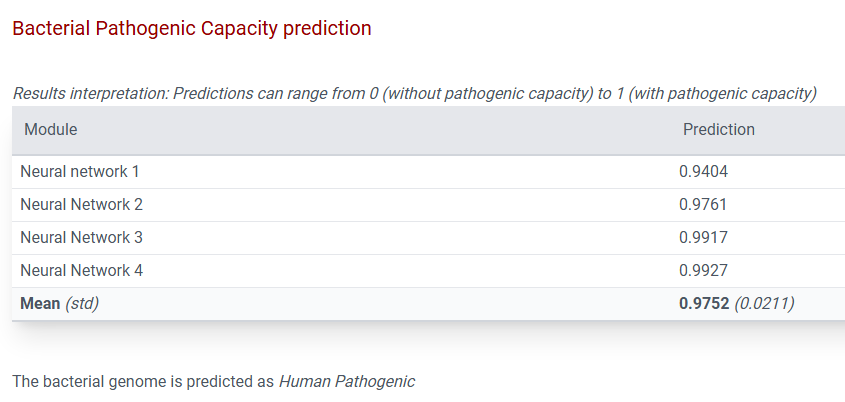 Bacterial Pathogenic Capacity prediction
Results interpretation: Predictions can range from 0 (without pathogenic capacity) to 1 (with pathogenic capacity)
Module Prediction
Neural network 1 0.9404
Neural Network 2 0.9761
Neural Network 3 0.9917
Neural Network 4 0.9927
Mean (std) 0.9752 (0.0211)
The bacterial genome is predicted as Human Pathogenic